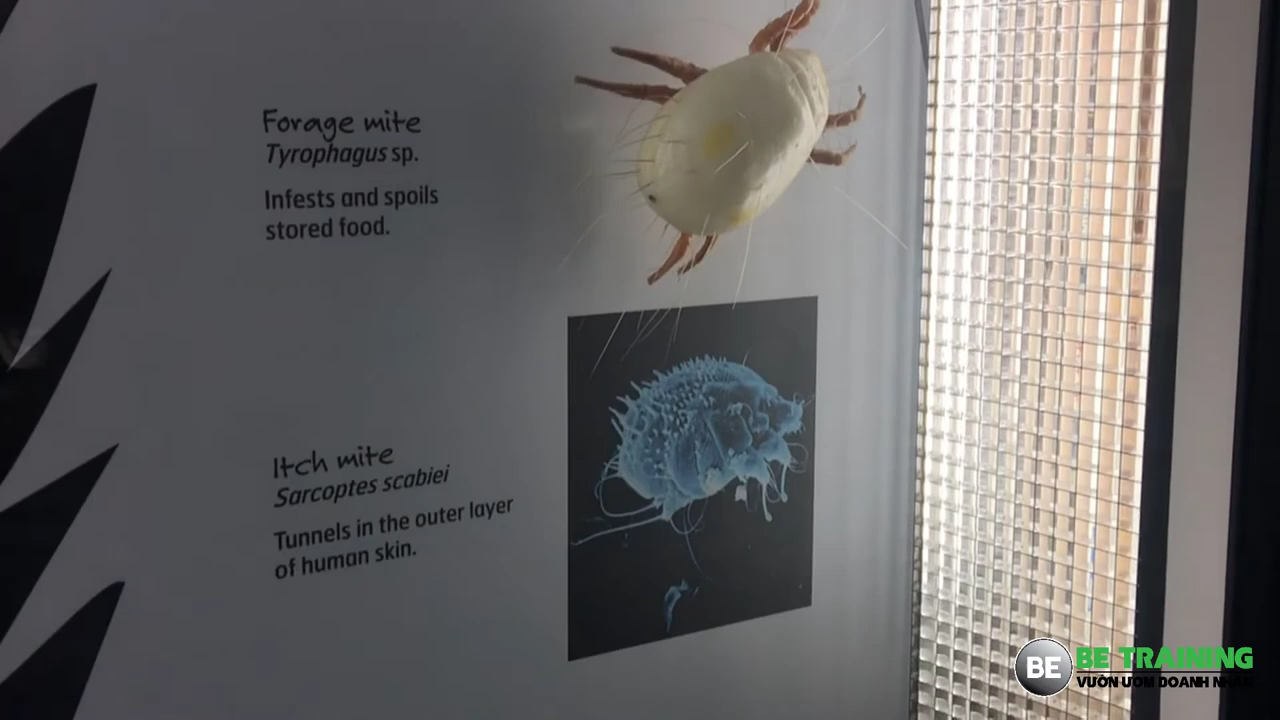 Forage mite
Tyrophagus sp.
Infests and spoils
stored food.
Itch mite
Sarcoptes scabiei
Tunnels in the outer layer
of human skin.
BE
BE TRAINING
VƯỜN ƯƠM DOANH NHÂN